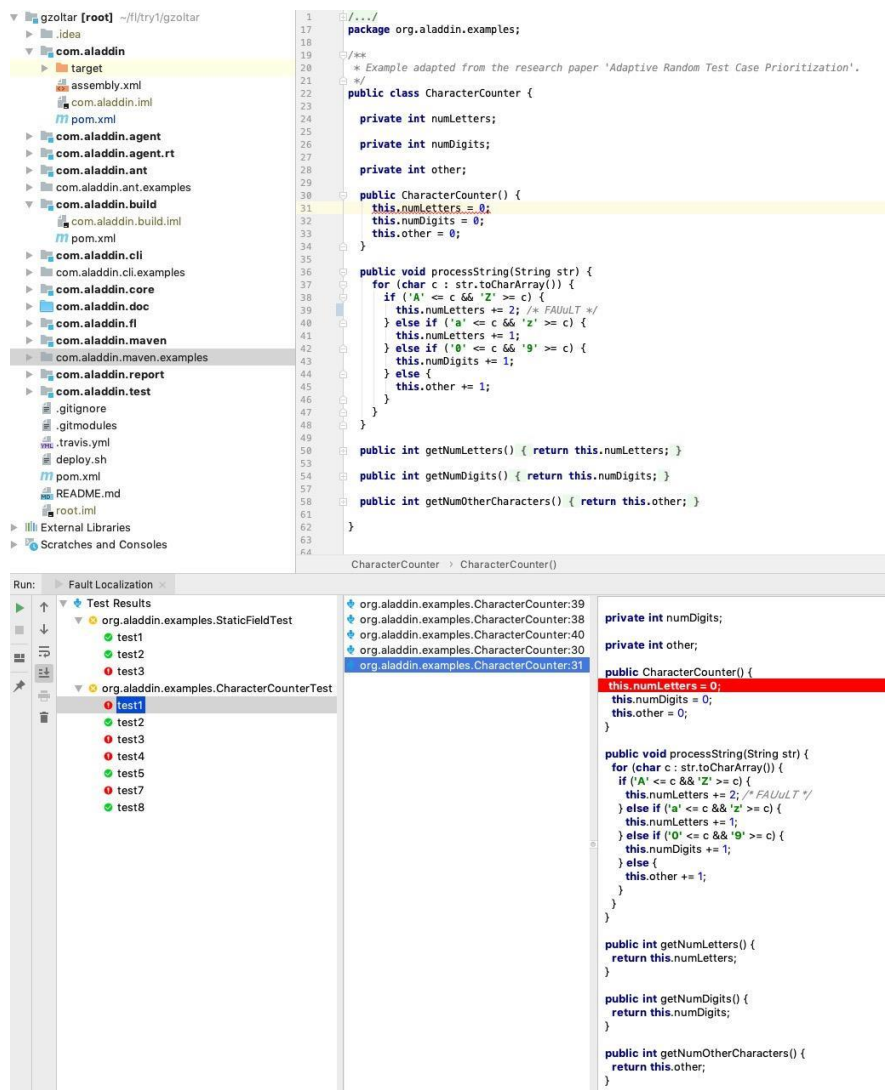 gzoltar [root] ~/fl/try1/gzoltar
.idea
com.aladdin
target
assembly.xml
com.aladdin.iml
pom.xml
com.aladdin.agent
com.aladdin.agent.rt
com.aladdin.ant
com.aladdin.ant.examples
com.aladdin.build
com.aladdin.build.iml
pom.xml
com.aladdin.cli
com.aladdin.cli.examples
com.aladdin.core
com.aladdin.doc
com.aladdin.fl
com.aladdin.maven
com.aladdin.maven.examples
com.aladdin.report
com.aladdin.test
.gitignore
.gitmodules
.travis.yml
deploy.sh
pom.xml
README.md
root.iml
External Libraries
Scratches and Consoles
1 /.../
17 package org.aladdin.examples;
18
19 /**
20 * Example adapted from the research paper 'Adaptive Random Test Case Prioritization'.
21 */
22 public class CharacterCounter {
23
24 private int numLetters;
25
26 private int numDigits;
27
28 private int other;
29
30 public CharacterCounter() {
31 this.numLetters = 0;
32 this.numDigits = 0;
33 this.other = 0;
34 }
35
36 public void processString(String str) {
37 for (char c : str.toCharArray()) {
38 if ('A' <= c && 'Z' >= c) {
39 this.numLetters += 2; /* FAUuLT */
40 } else if ('a' <= c && 'z' >= c) {
41 this.numLetters += 1;
42 } else if ('0' <= c && '9' >= c) {
43 this.numDigits += 1;
44 } else {
45 this.other += 1;
46 }
47 }
48 }
49
50 public int getNumLetters() { return this.numLetters; }
53
54 public int getNumDigits() { return this.numDigits; }
57
58 public int getNumOtherCharacters() { return this.other; }
61
62 }
63
64
CharacterCounter › CharacterCounter()
Run: Fault Localization ×
Test Results
org.aladdin.examples.StaticFieldTest
test1
test2
test3
org.aladdin.examples.CharacterCounterTest
test1
test2
test3
test4
test5
test7
test8
org.aladdin.examples.CharacterCounter:39
org.aladdin.examples.CharacterCounter:38
org.aladdin.examples.CharacterCounter:40
org.aladdin.examples.CharacterCounter:30
org.aladdin.examples.CharacterCounter:31
private int numDigits;
private int other;
public CharacterCounter() {
this.numLetters = 0;
this.numDigits = 0;
this.other = 0;
}
public void processString(String str) {
for (char c : str.toCharArray()) {
if ('A' <= c && 'Z' >= c) {
this.numLetters += 2; /* FAUuLT */
} else if ('a' <= c && 'z' >= c) {
this.numLetters += 1;
} else if ('0' <= c && '9' >= c) {
this.numDigits += 1;
} else {
this.other += 1;
}
}
}
public int getNumLetters() {
return this.numLetters;
}
public int getNumDigits() {
return this.numDigits;
}
public int getNumOtherCharacters() {
return this.other;
}